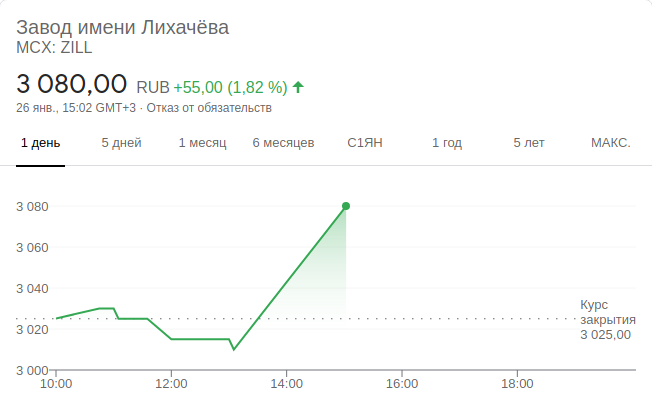 Завод имени Лихачёва
MCX: ZILL
3 080,00 RUB +55,00 (1,82 %)
26 янв., 15:02 GMT+3 · Отказ от обязательств
1 день 5 дней 1 месяц 6 месяцев С1ЯН 1 год 5 лет МАКС.
3 080
3 060
3 040
3 020
3 000
Курс
закрытия
3 025,00
10:00 12:00 14:00 16:00 18:00